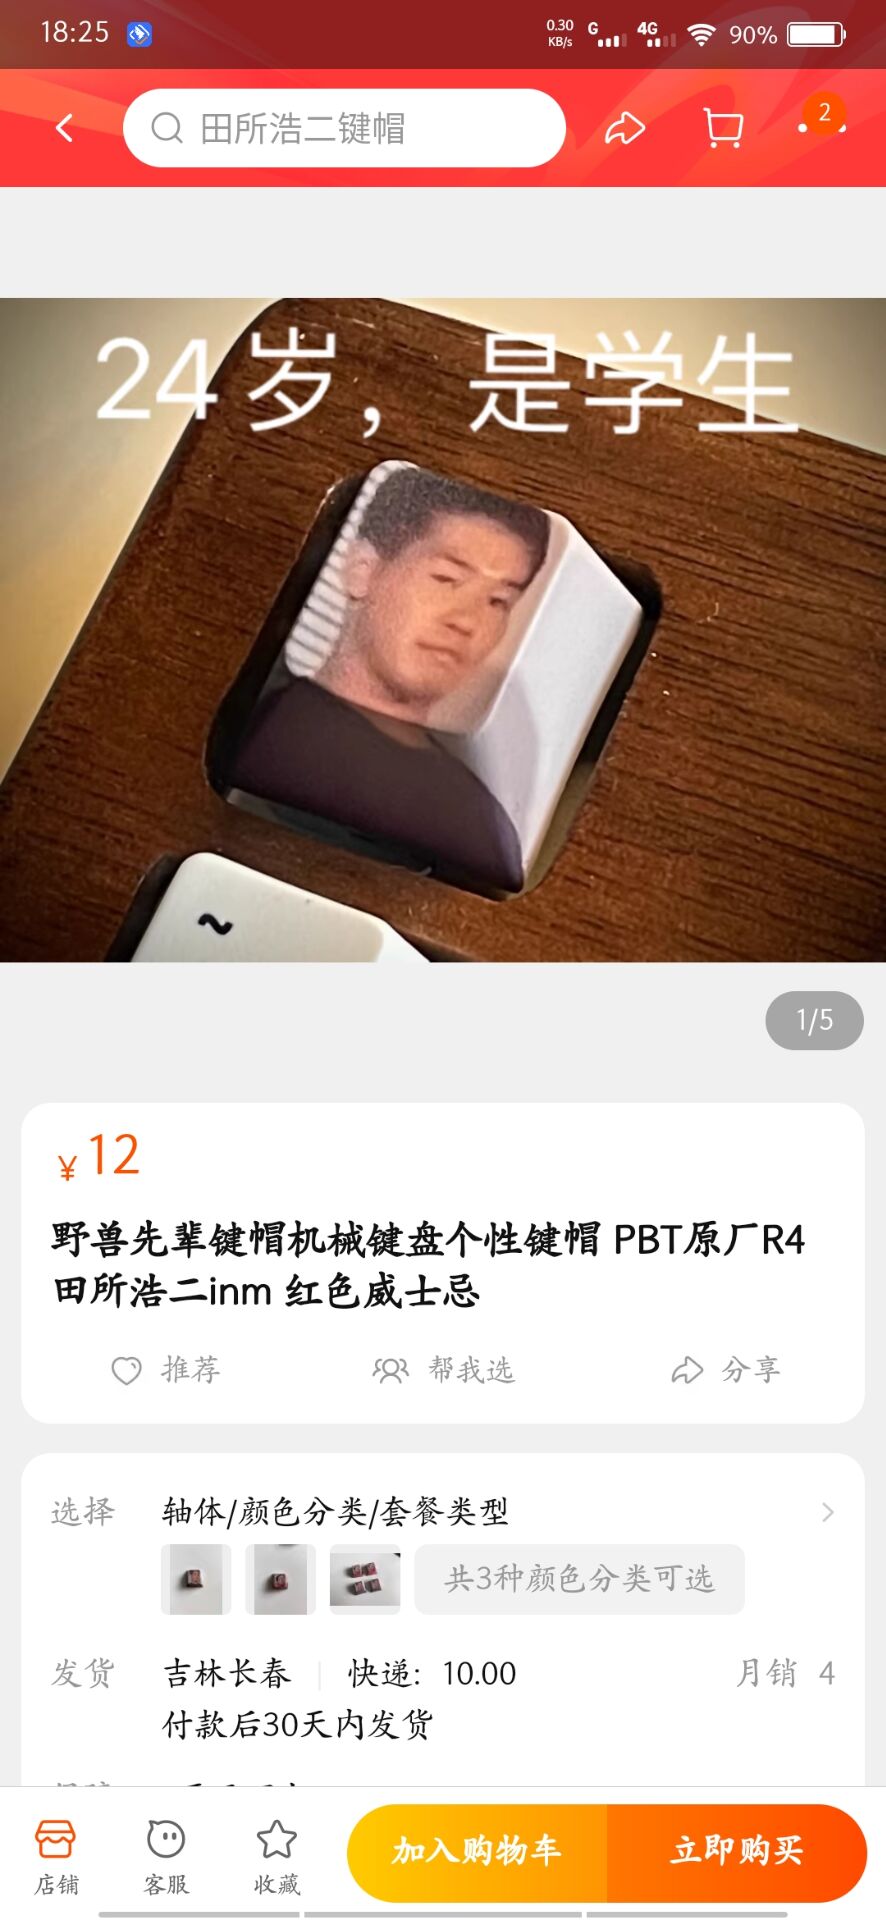 18:25
0.30
KB/s
G
4G
90%
田所浩二键帽
2
24岁，是学生
~
1/5
¥12
野兽先辈键帽机械键盘个性键帽 PBT原厂R4
田所浩二inm 红色威士忌
推荐
帮我选
分享
选择
轴体/颜色分类/套餐类型
共3种颜色分类可选
发货
吉林长春
快递: 10.00
月销 4
付款后30天内发货
店铺
客服
收藏
加入购物车
立即购买